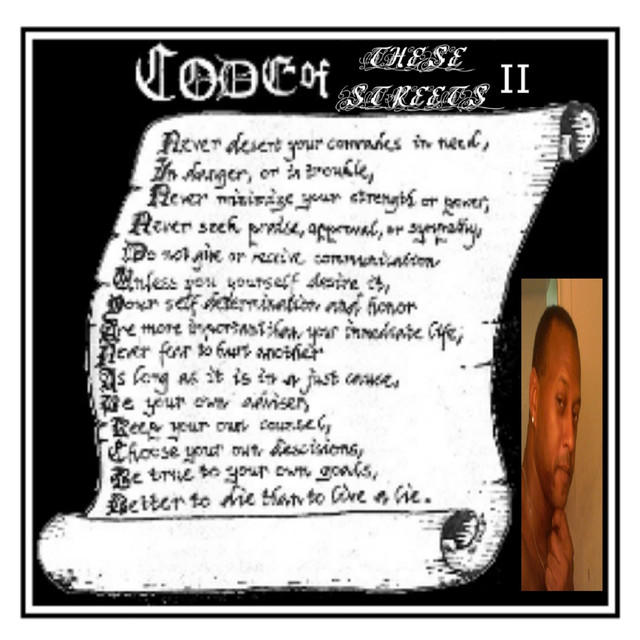 CODE of THESE STREETS II
Never desert your comrades in need,
In danger, or in trouble,
Never minimize your strength or power,
Never seek praise, approval, or sympathy,
Do not give or receive communication
Unless you yourself desire it,
Your self determination and honor
Are more important than your immediate life,
Never fear to hurt another
As long as it is in a just cause,
Be your own adviser,
Keep your own counsel,
Choose your own descisions,
Be true to your own goals,
Better to die than to live a lie.